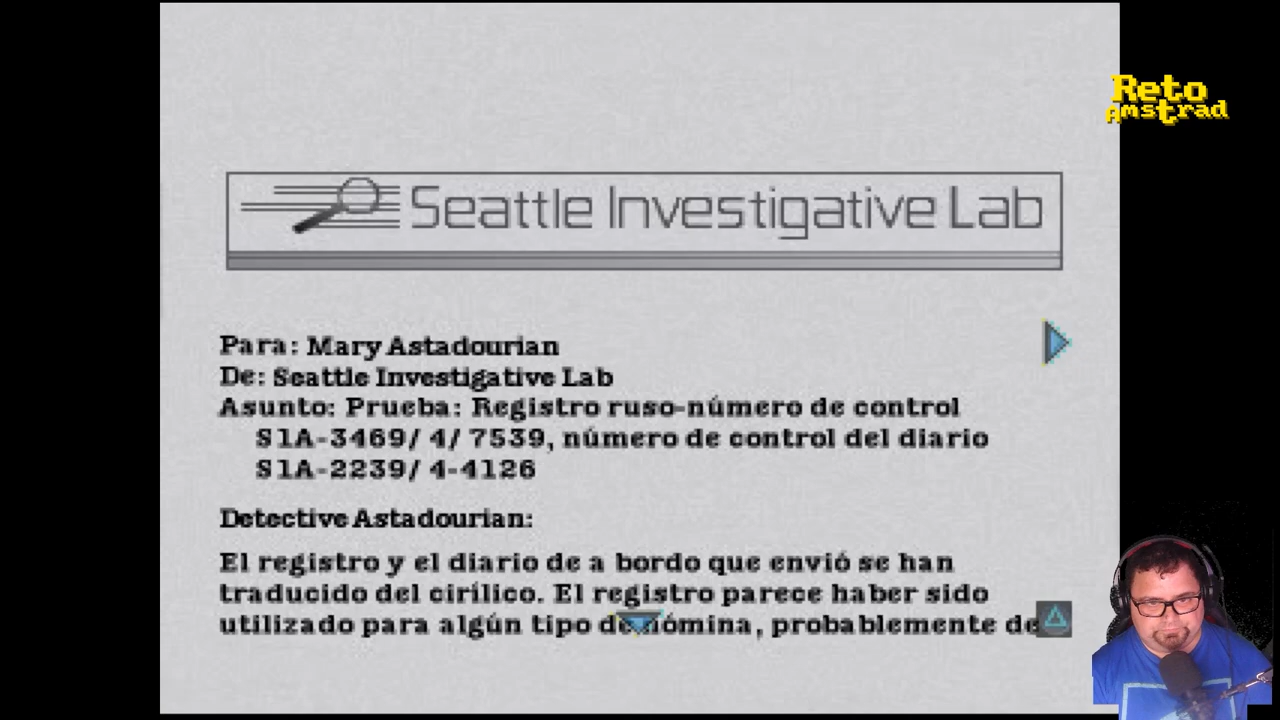 Reto
Amstrad
Seattle Investigative Lab
Para: Mary Astadourian
De: Seattle Investigative Lab
Asunto: Prueba: Registro ruso-número de control
S1A-3469/ 4/ 7539, número de control del diario
S1A-2239/ 4-4126
Detective Astadourian:
El registro y el diario de a bordo que envió se han
traducido del cirílico. El registro parece haber sido
utilizado para algún tipo de nómina, probablemente de